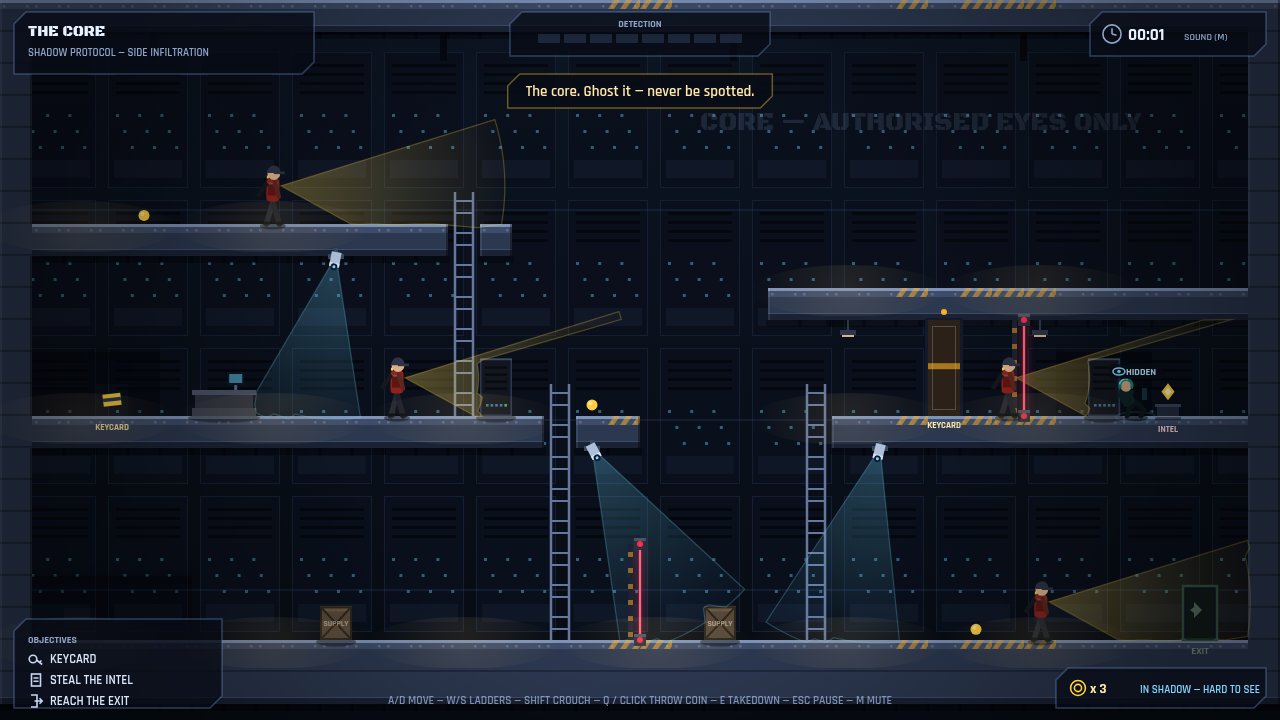 THE CORE
SHADOW PROTOCOL — SIDE INFILTRATION
DETECTION
00:01
SOUND (M)
The core. Ghost it — never be spotted.
CORE — AUTHORISED EYES ONLY
HIDDEN
KEYCARD
KEYCARD
INTEL
SUPPLY
SUPPLY
EXIT
OBJECTIVES
KEYCARD
STEAL THE INTEL
REACH THE EXIT
A/D MOVE — W/S LADDERS — SHIFT CROUCH — Q / CLICK THROW COIN — E TAKEDOWN — ESC PAUSE — M MUTE
x 3
IN SHADOW — HARD TO SEE